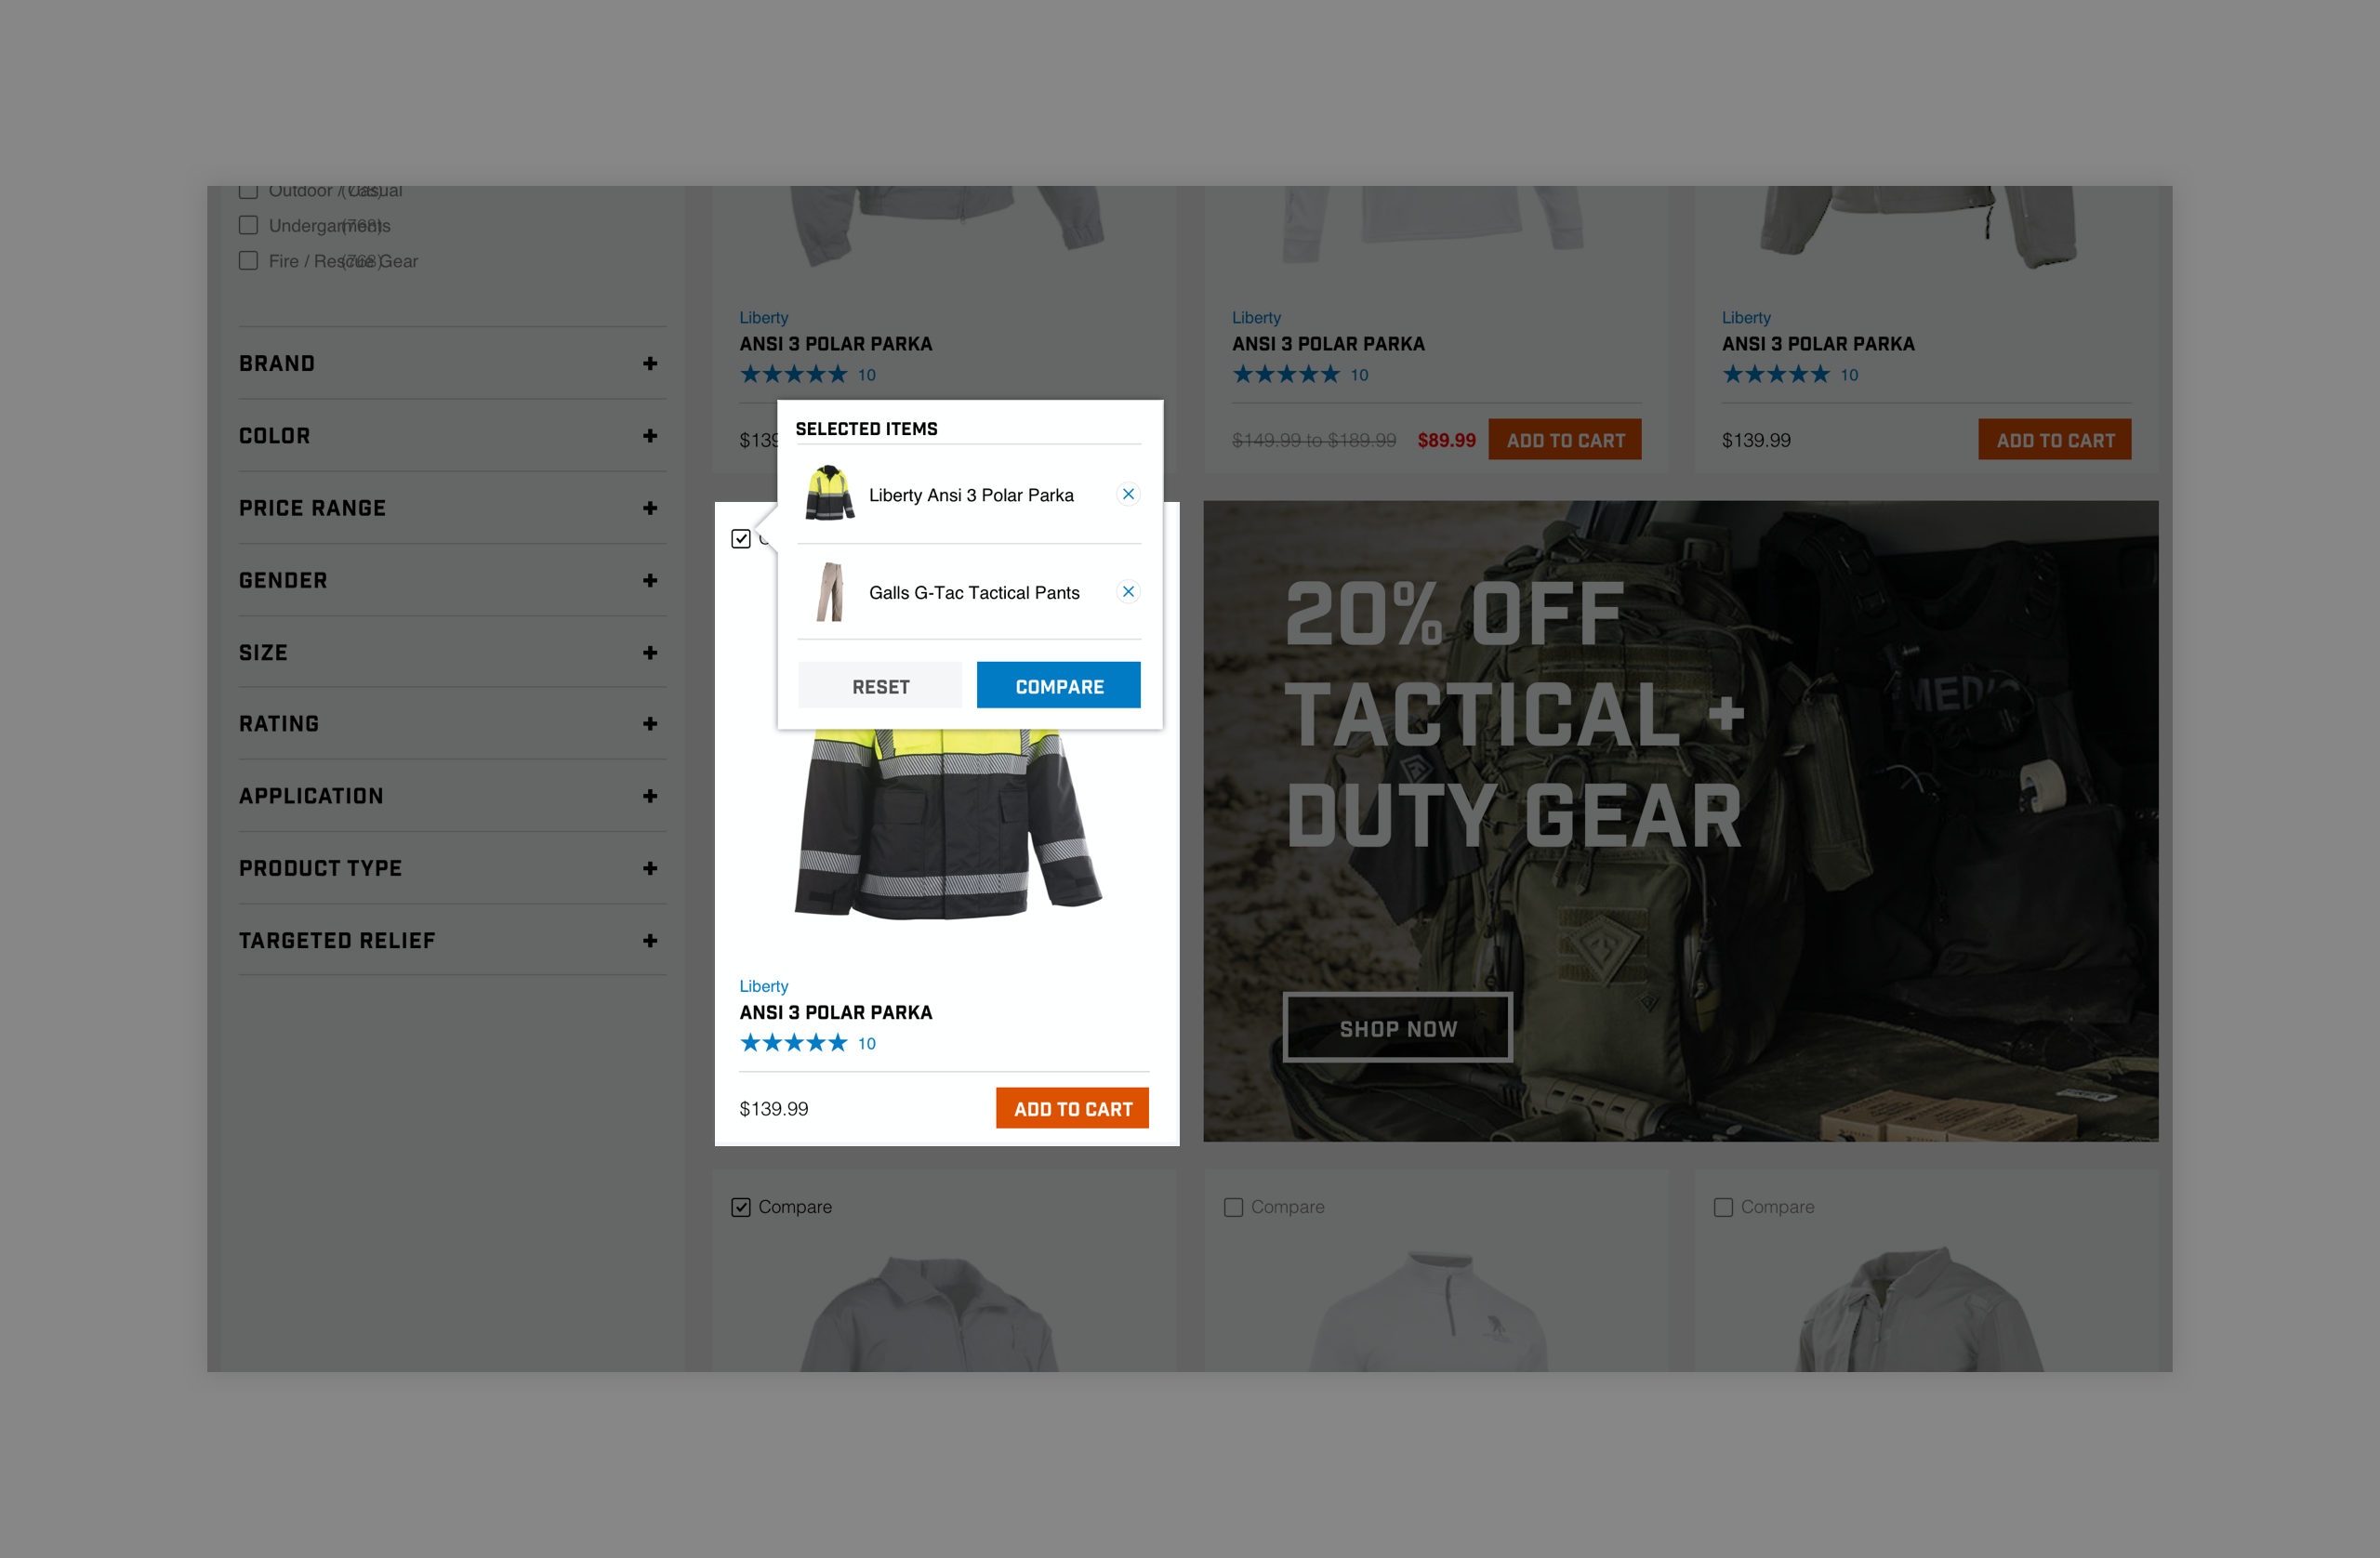 Outdoor / Casual
Undergarments (768)
Fire / Rescue Gear (768)
BRAND +
COLOR +
PRICE RANGE +
GENDER +
SIZE +
RATING +
APPLICATION +
PRODUCT TYPE +
TARGETED RELIEF +
Liberty
ANSI 3 POLAR PARKA
10
Liberty
ANSI 3 POLAR PARKA
10
$149.99 to $189.99 $89.99 ADD TO CART
Liberty
ANSI 3 POLAR PARKA
10
$139.99 ADD TO CART
SELECTED ITEMS
Liberty Ansi 3 Polar Parka
Galls G-Tac Tactical Pants
RESET COMPARE
Liberty
ANSI 3 POLAR PARKA
10
$139.99 ADD TO CART
20% OFF
TACTICAL +
DUTY GEAR
MEDIC
SHOP NOW
Compare
Compare
Compare